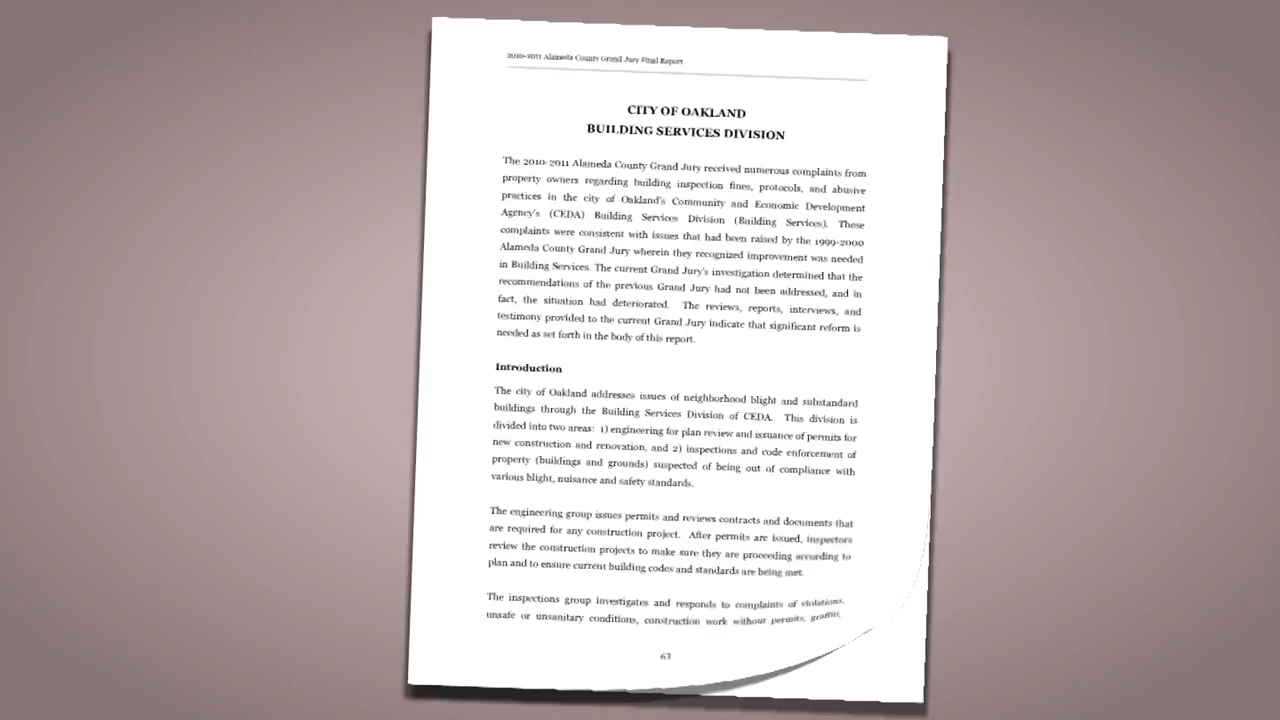 2010-2011 Alameda County Grand Jury Final Report
CITY OF OAKLAND
BUILDING SERVICES DIVISION
The 2010-2011 Alameda County Grand Jury received numerous complaints from
property owners regarding building inspection fines, protocols, and abusive
practices in the city of Oakland's Community and Economic Development
Agency's (CEDA) Building Services Division (Building Services). These
complaints were consistent with issues that had been raised by the 1999-2000
Alameda County Grand Jury wherein they recognized improvement was needed
in Building Services. The current Grand Jury's investigation determined that the
recommendations of the previous Grand Jury had not been addressed, and in
fact, the situation had deteriorated. The reviews, reports, interviews, and
testimony provided to the current Grand Jury indicate that significant reform is
needed as set forth in the body of this report.
Introduction
The city of Oakland addresses issues of neighborhood blight and substandard
buildings through the Building Services Division of CEDA. This division is
divided into two areas: 1) engineering for plan review and issuance of permits for
new construction and renovation, and 2) inspections and code enforcement of
property (buildings and grounds) suspected of being out of compliance with
various blight, nuisance and safety standards.
The engineering group issues permits and reviews contracts and documents that
are required for any construction project. After permits are issued, inspectors
review the construction projects to make sure they are proceeding according to
plan and to ensure current building codes and standards are being met.
The inspections group investigates and responds to complaints of violations,
unsafe or unsanitary conditions, construction work without permits, graffiti,
63